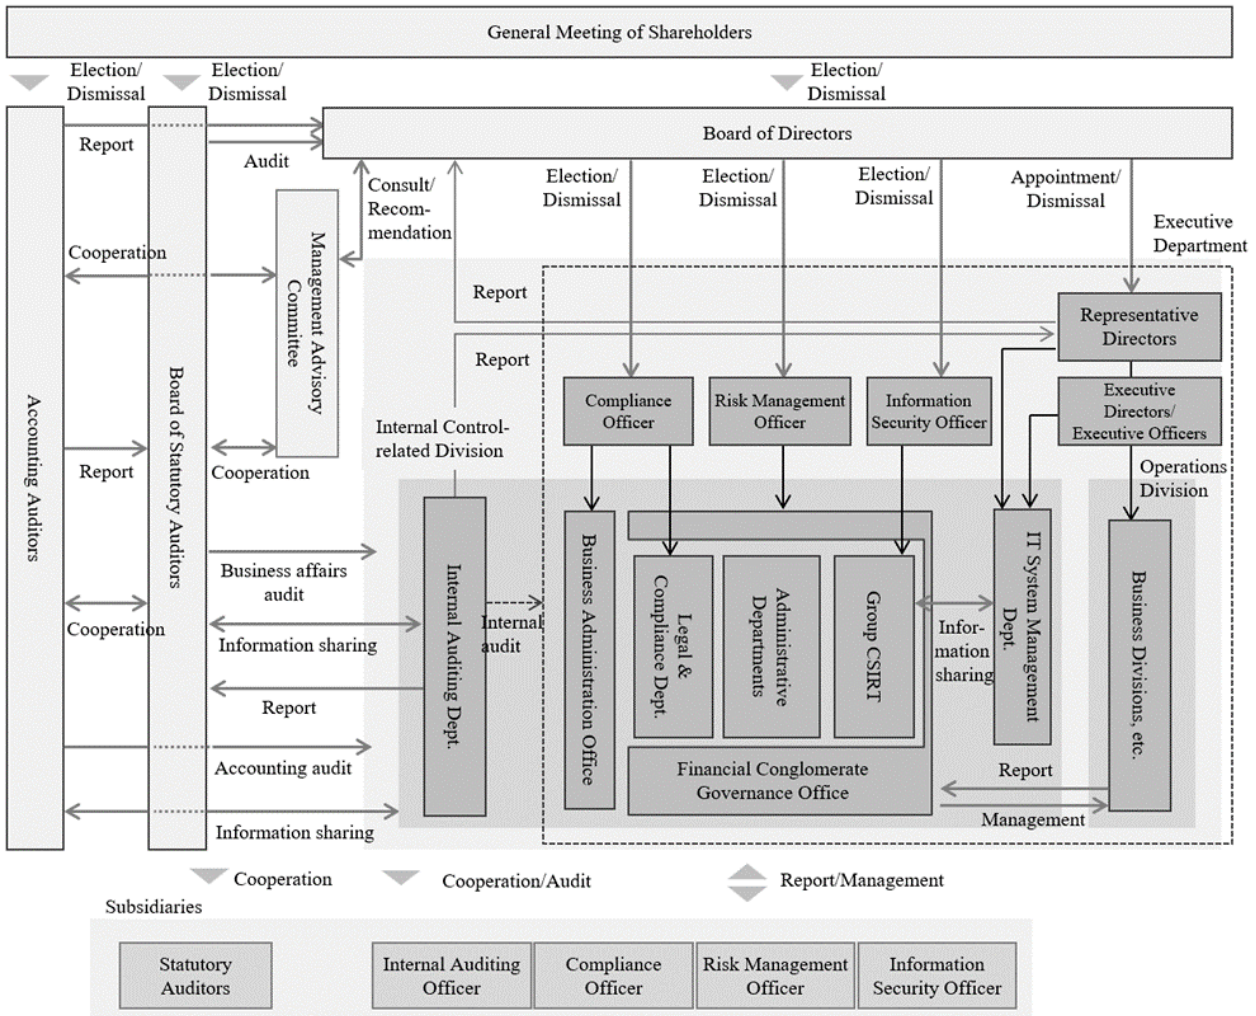 General Meeting of Shareholders
Election/
Dismissal
Election/
Dismissal
Election/
Dismissal
Board of Directors
Report
Audit
Consult/
Recom-
mendation
Election/
Dismissal
Election/
Dismissal
Election/
Dismissal
Appointment/
Dismissal
Executive
Department
Cooperation
Management Advisory
Committee
Report
Representative
Directors
Report
Accounting Auditors
Board of Statutory Auditors
Compliance
Officer
Risk Management
Officer
Information
Security Officer
Executive
Directors/
Executive Officers
Internal Control-
related Division
Report
Cooperation
Operations
Division
Business affairs
audit
Cooperation
Information sharing
Internal Auditing Dept.
Internal
audit
Business Administration Office
Legal &
Compliance Dept.
Administrative
Departments
Group CSIRT
Infor-
mation
sharing
IT System Management
Dept.
Business Divisions, etc.
Report
Accounting audit
Financial Conglomerate
Governance Office
Report
Management
Information sharing
Cooperation
Cooperation/Audit
Report/Management
Subsidiaries
Statutory
Auditors
Internal Auditing
Officer
Compliance
Officer
Risk Management
Officer
Information
Security Officer